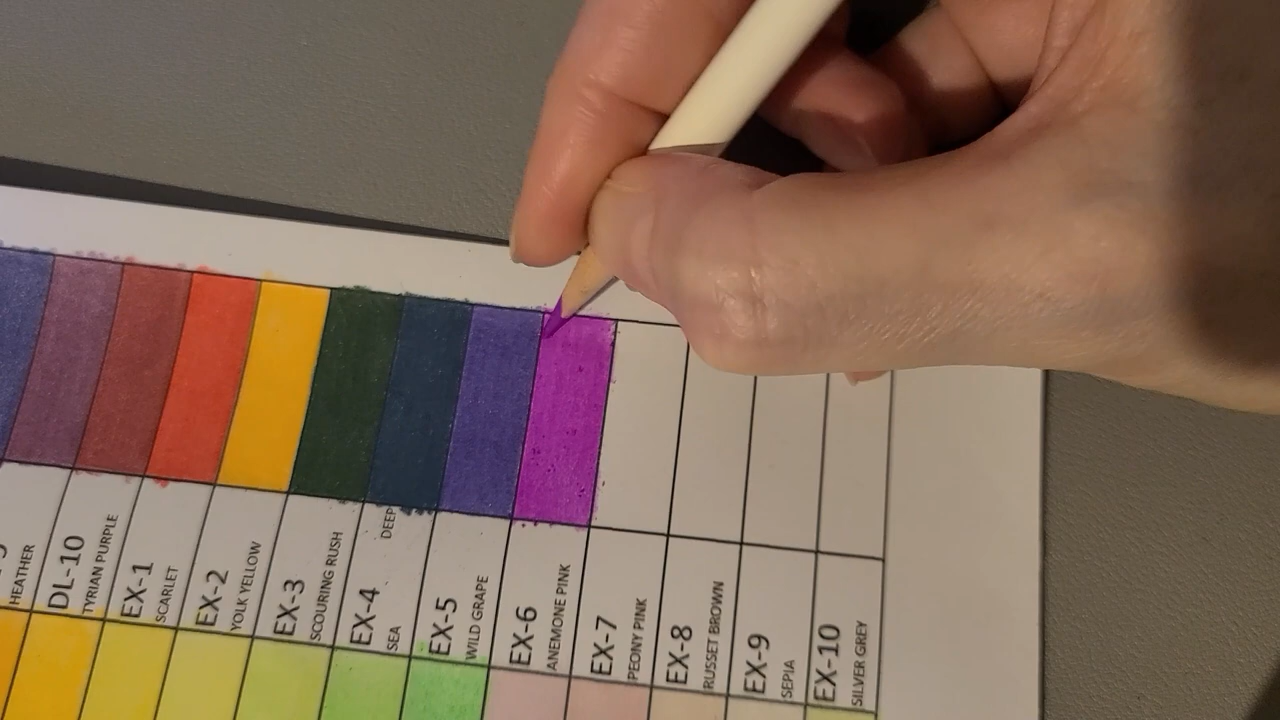 HEATHER
DL-10
TYRIAN PURPLE
EX-1
SCARLET
EX-2
YOLK YELLOW
EX-3
SCOURING RUSH
EX-4
DEEP
SEA
EX-5
WILD GRAPE
EX-6
ANEMONE PINK
EX-7
PEONY PINK
EX-8
RUSSET BROWN
EX-9
SEPIA
EX-10
SILVER GREY